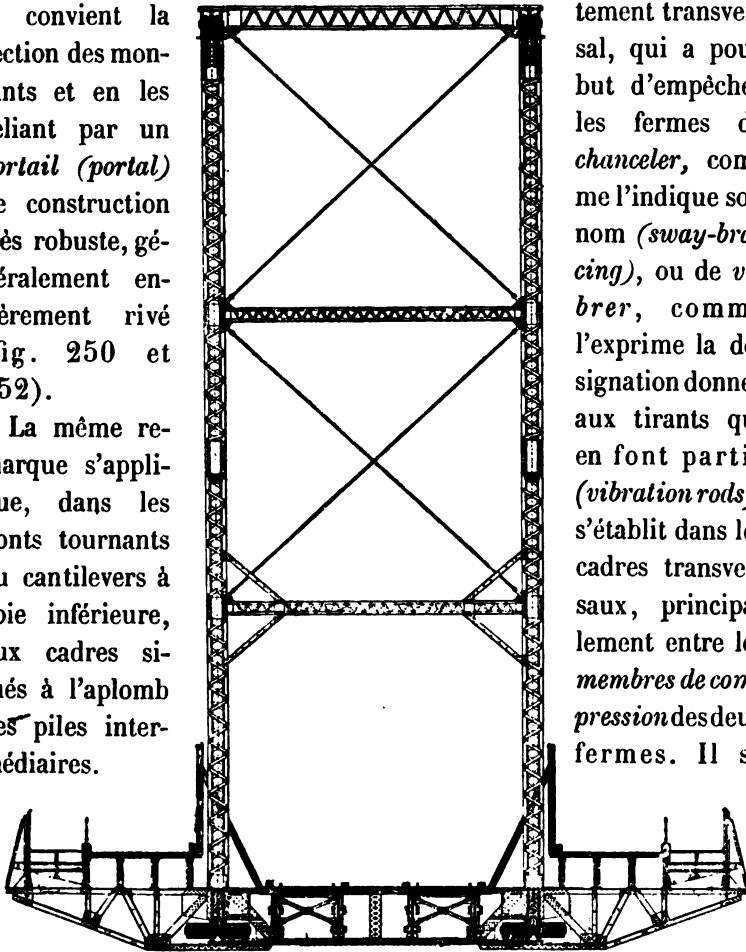 convient la
ection des mon-
nts et en les
eliant par un
ortail (portal)
e construction
ès robuste, gé-
éralement en-
èrement rivé
ig. 250 et
52).
La même re-
arque s'appli-
ue, dans les
onts tournants
u cantilevers à
oie inférieure,
ux cadres si-
és à l'aplomb
es piles inter-
édiaires.
tement transve
sal, qui a pou
but d'empêche
les fermes d
chanceler, com
me l'indique so
nom (sway-bra
cing), ou de v
brer, comm
l'exprime la dé
signation donne
aux tirants qu
en font parti
(vibration rods)
s'établit dans le
cadres transve
saux, principa
lement entre le
membres de com
pression des deu
fermes. Il s